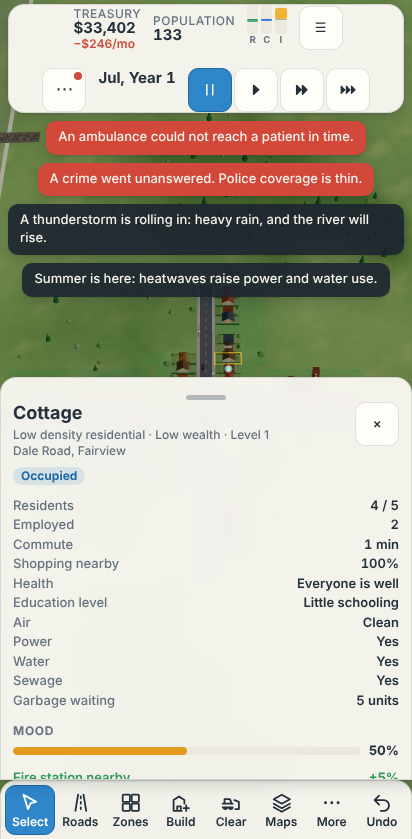 TREASURY
$33,402
−$246/mo
POPULATION
133
R C I
Jul, Year 1
An ambulance could not reach a patient in time.
A crime went unanswered. Police coverage is thin.
A thunderstorm is rolling in: heavy rain, and the river will
rise.
Summer is here: heatwaves raise power and water use.
Cottage
Low density residential · Low wealth · Level 1
Dale Road, Fairview
Occupied
Residents 4 / 5
Employed 2
Commute 1 min
Shopping nearby 100%
Health Everyone is well
Education level Little schooling
Air Clean
Power Yes
Water Yes
Sewage Yes
Garbage waiting 5 units
MOOD
50%
Fire station nearby +5%
Select Roads Zones Build Clear Maps More Undo